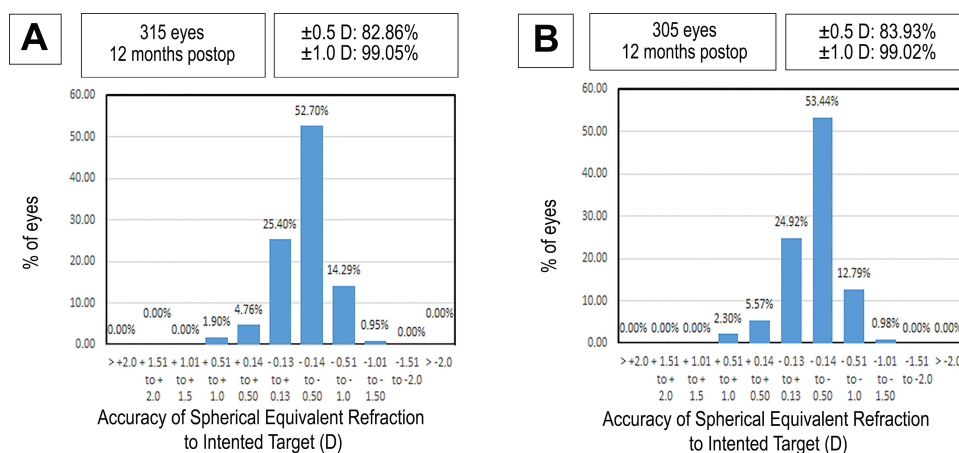 A
315 eyes
12 months postop
±0.5 D: 82.86%
±1.0 D: 99.05%
60.00
50.00
40.00
30.00
20.00
10.00
0.00
% of eyes
0.00%
0.00%
0.00%
1.90%
4.76%
25.40%
52.70%
14.29%
0.95%
0.00%
0.00%
> +2.0 + 1.51 + 1.01 + 0.51 + 0.14 - 0.13 - 0.14 - 0.51 -1.01 -1.51 > -2.0
to + to + to + to + to + to - to - to - to -2.0
2.0 1.5 1.0 0.50 0.13 0.50 1.0 1.50
Accuracy of Spherical Equivalent Refraction
to Intented Target (D)
B
305 eyes
12 months postop
±0.5 D: 83.93%
±1.0 D: 99.02%
60.00
50.00
40.00
30.00
20.00
10.00
0.00
% of eyes
0.00%
0.00%
0.00%
2.30%
5.57%
24.92%
53.44%
12.79%
0.98%
0.00%
0.00%
> +2.0 + 1.51 + 1.01 + 0.51 + 0.14 - 0.13 - 0.14 - 0.51 -1.01 -1.51 > -2.0
to + to + to + to + to + to - to - to - to -2.0
2.0 1.5 1.0 0.50 0.13 0.50 1.0 1.50
Accuracy of Spherical Equivalent Refraction
to Intented Target (D)